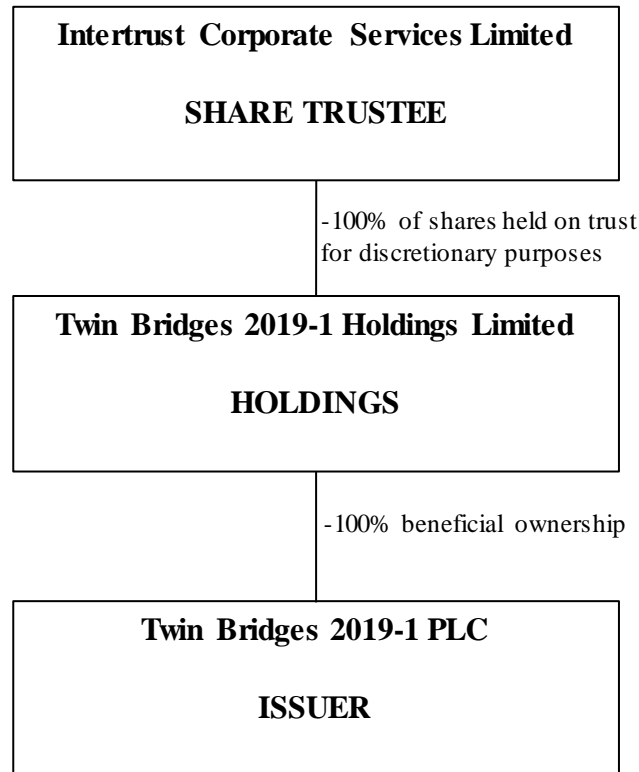 Intertrust Corporate Services Limited
SHARE TRUSTEE
-100% of shares held on trust
for discretionary purposes
Twin Bridges 2019-1 Holdings Limited
HOLDINGS
-100% beneficial ownership
Twin Bridges 2019-1 PLC
ISSUER